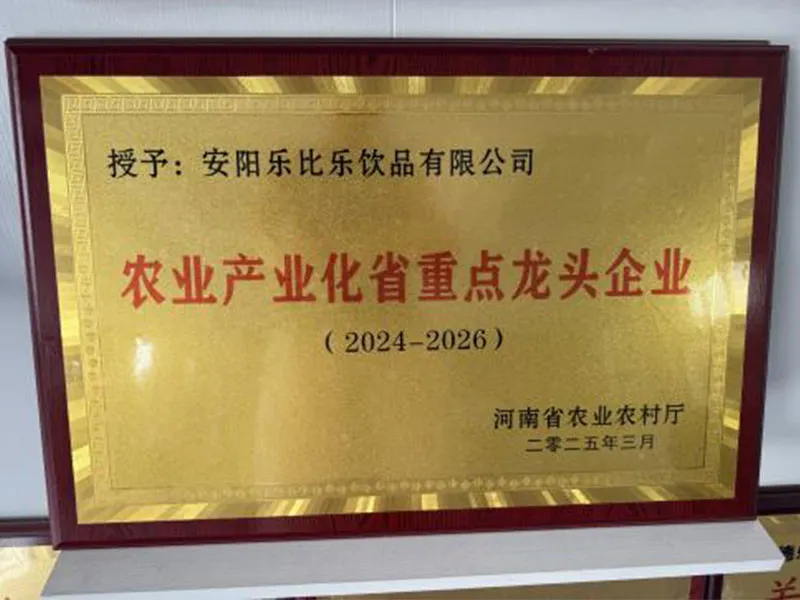 授予：安阳乐比乐饮品有限公司
农业产业化省重点龙头企业
（2024-2026）
河南省农业农村厅
二零二五年三月